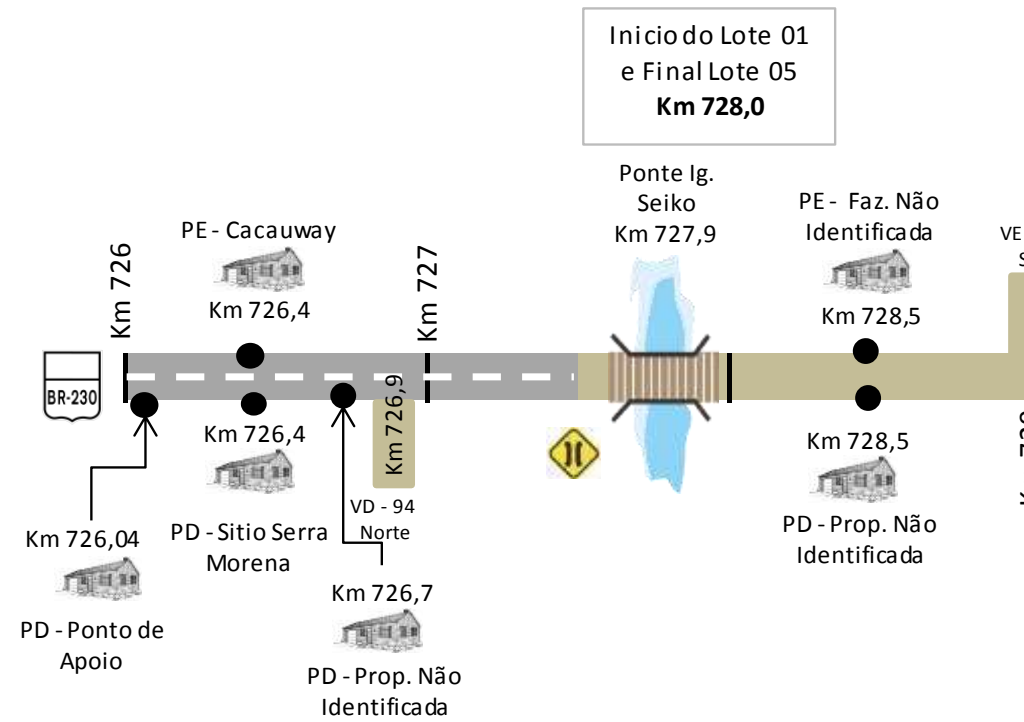 Inicio do Lote 01
e Final Lote 05
Km 728,0
Ponte Ig.
Seiko
Km 727,9
PE - Faz. Não
Identificada
Km 728,5
VE
S
PE - Cacauway
Km 726,4
Km 726
Km 727
BR-230
Km 726,9
Km 726,4
PD - Sitio Serra
Morena
VD - 94
Norte
Km 726,04
PD - Ponto de
Apoio
Km 726,7
PD - Prop. Não
Identificada
Km 728,5
PD - Prop. Não
Identificada